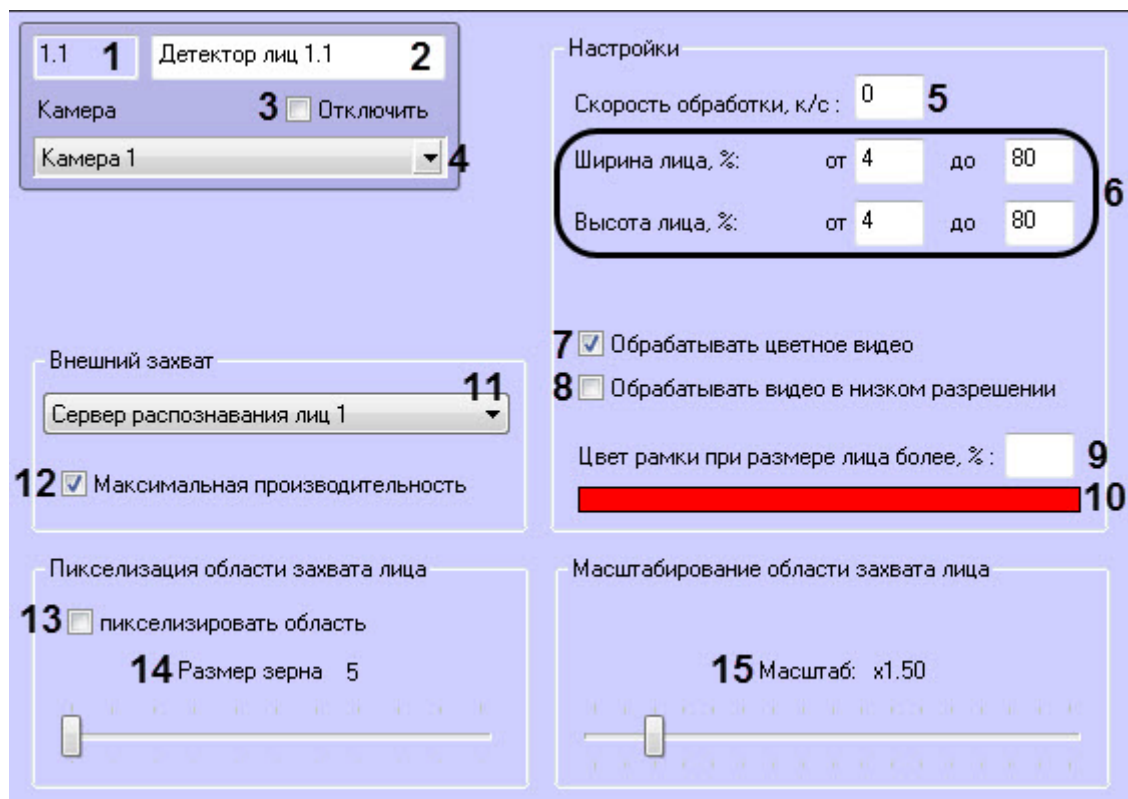 1.1 1 Детектор лиц 1.1 2
Камера 3 Отключить
Камера 1 4
Настройки
Скорость обработки, к/с : 0 5
Ширина лица, %: от 4 до 80
6
Высота лица, %: от 4 до 80
7 Обрабатывать цветное видео
8 Обрабатывать видео в низком разрешении
Цвет рамки при размере лица более, % : 9
10
Внешний захват
11
Сервер распознавания лиц 1
12 Максимальная производительность
Пикселизация области захвата лица
13 пикселизировать область
14 Размер зерна 5
Масштабирование области захвата лица
15 Масштаб: x1.50